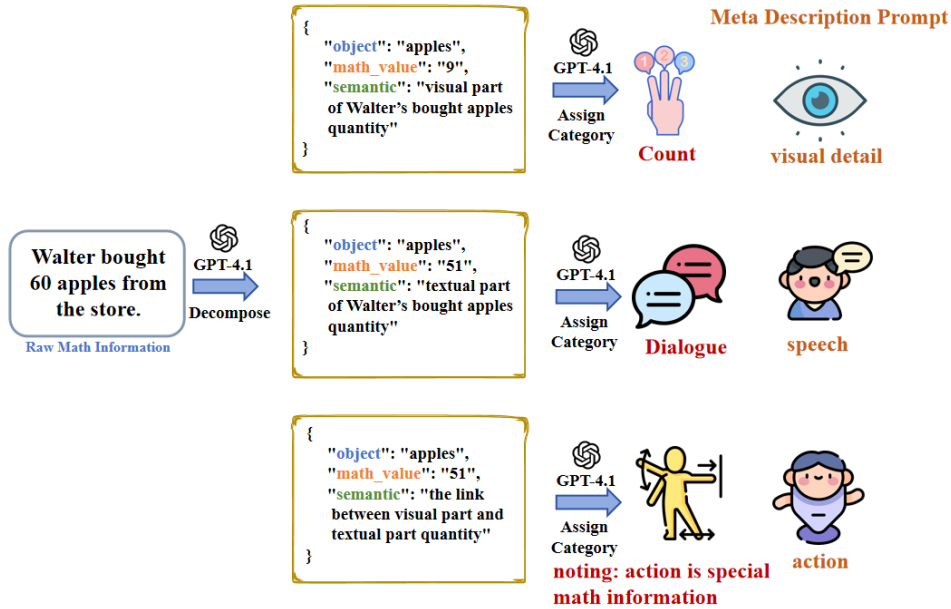 Meta Description Prompt
{
"object": "apples",
"math_value": "9",
"semantic": "visual part
of Walter's bought apples
quantity"
}
GPT-4.1
Assign
Category
1 2 3
Count
visual detail
Walter bought
60 apples from
the store.
Raw Math Information
GPT-4.1
Decompose
{
"object": "apples",
"math_value": "51",
"semantic": "textual part
of Walter's bought apples
quantity"
}
GPT-4.1
Assign
Category
Dialogue
speech
{
"object": "apples",
"math_value": "51",
"semantic": "the link
between visual part and
textual part quantity"
}
GPT-4.1
Assign
Category
noting: action is special
math information
action